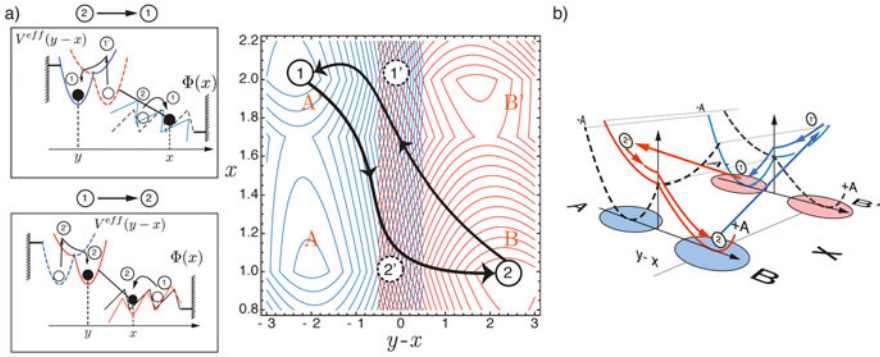 a)
② → ①
V^{eff}(y-x)
①'
①
②
①
Φ(x)
y
x
① → ②
V^{eff}(y-x)
②'
②
②
①
Φ(x)
y
x
2.2
2.0
1.8
1.6
1.4
1.2
1.0
0.8
x
-3
-2
-1
0
1
2
3
y-x
1
1'
A'
B'
A
B
2'
2
b)
-A
-A
②'
①'
①
+A
A
②
+A
y-x
B
X
B